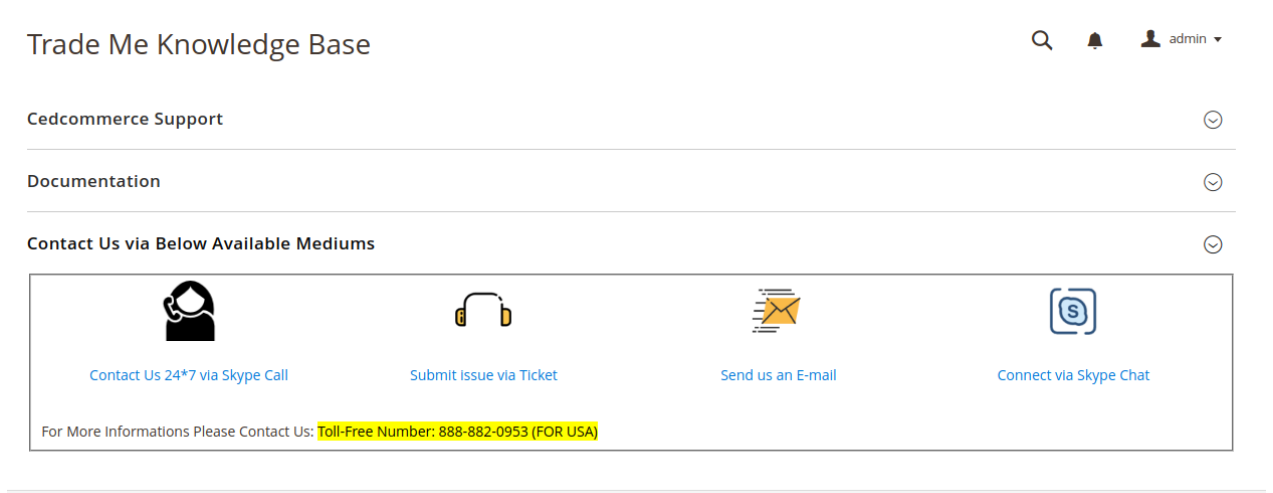 Trade Me Knowledge Base
admin
Cedcommerce Support
Documentation
Contact Us via Below Available Mediums
Contact Us 24*7 via Skype Call
Submit Issue via Ticket
Send us an E-mail
Connect via Skype Chat
For More Informations Please Contact Us: Toll-Free Number: 888-882-0953 (FOR USA)